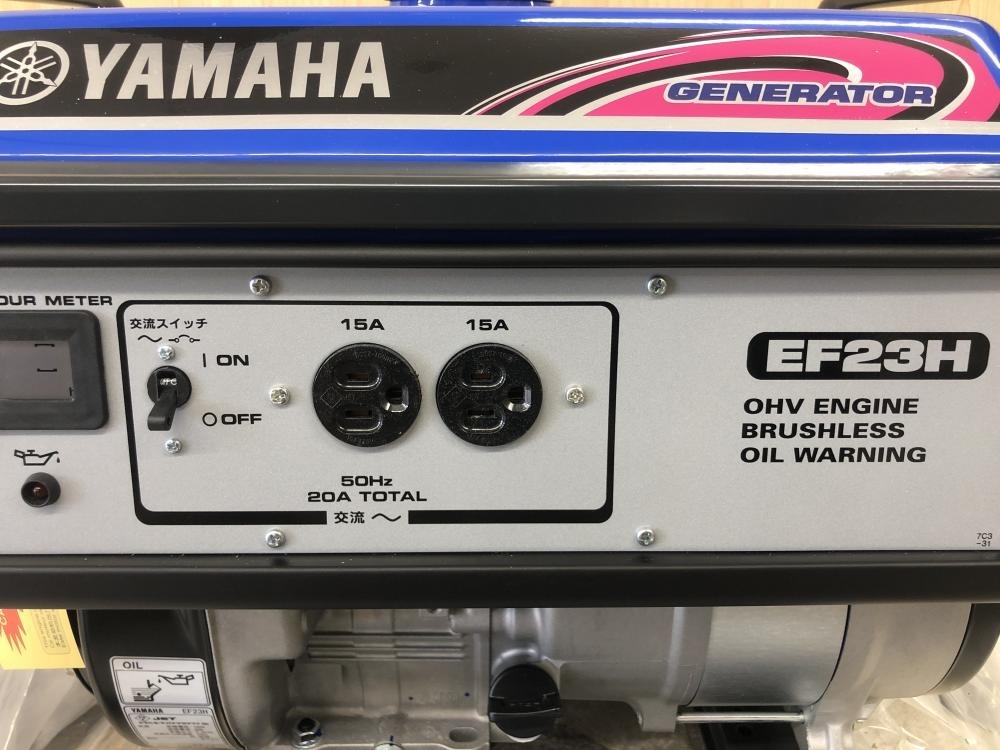 YAMAHA
GENERATOR
OUR METER
交流スイッチ
ON
OFF
15A
15A
50Hz
20A TOTAL
交流
EF23H
OHV ENGINE
BRUSHLESS
OIL WARNING
7C3
-31
OIL
YAMAHA EF23H
JET